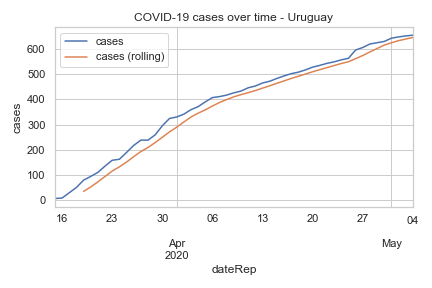 COVID-19 cases over time - Uruguay
cases
cases (rolling)
600
500
400
300
200
100
0
cases
16 23 06 13 20 27 04
Apr May
2020
dateRep